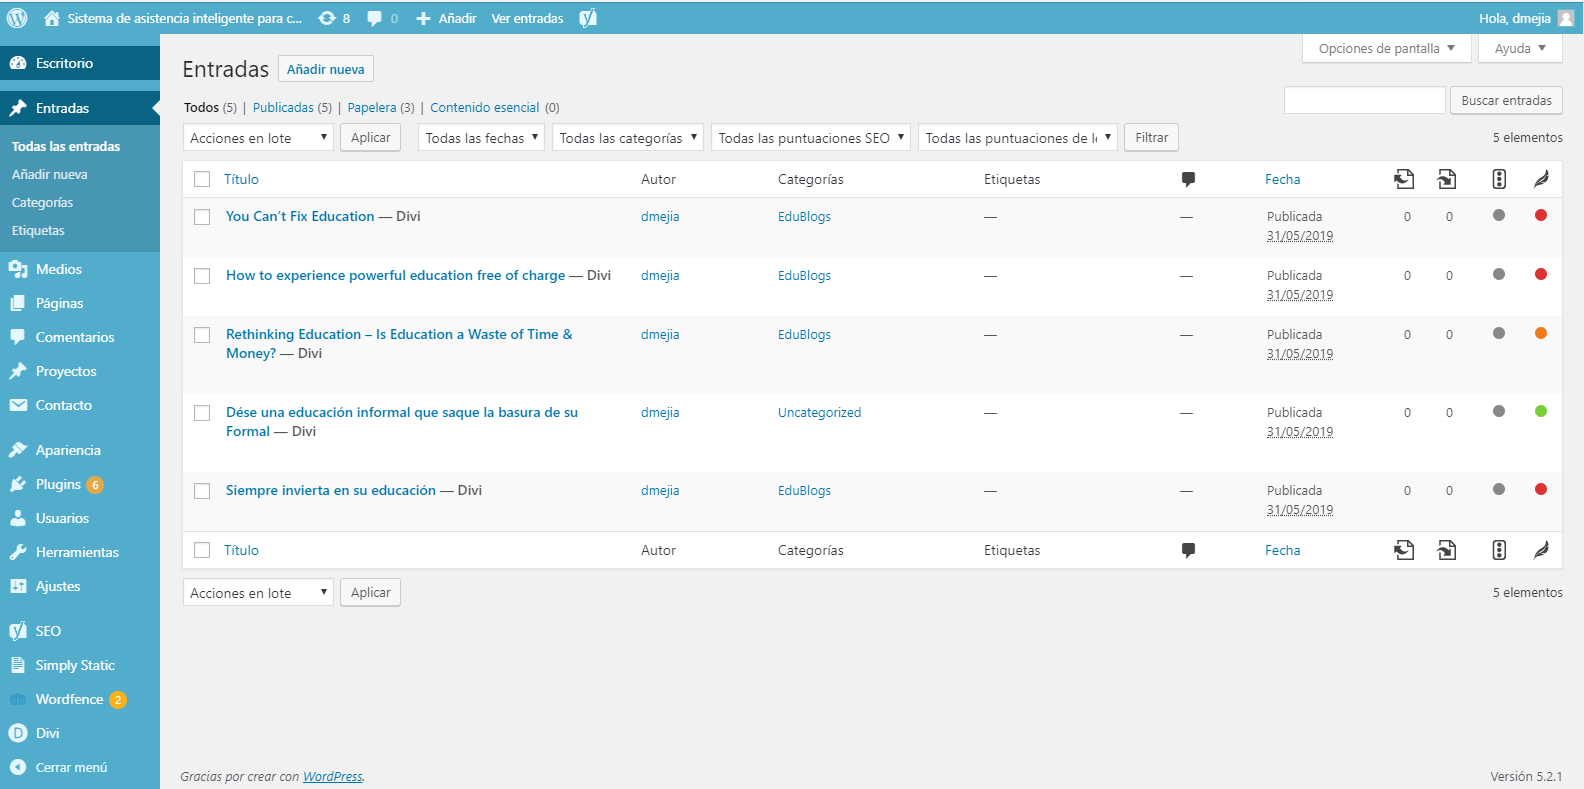 Sistema de asistencia inteligente para c... 8 0 Añadir Ver entradas Hola, dmejia
Opciones de pantalla Ayuda
Escritorio
Entradas
Todas las entradas
Añadir nueva
Categorías
Etiquetas
Medios
Páginas
Comentarios
Proyectos
Contacto
Apariencia
Plugins 6
Usuarios
Herramientas
Ajustes
SEO
Simply Static
Wordfence 2
Divi
Cerrar menú
Entradas Añadir nueva
Todos (5) | Publicadas (5) | Papelera (3) | Contenido esencial (0)
Buscar entradas
Acciones en lote Aplicar Todas las fechas Todas las categorías Todas las puntuaciones SEO Todas las puntuaciones de l Filtrar 5 elementos
Título Autor Categorías Etiquetas Fecha
You Can’t Fix Education — Divi dmejia EduBlogs — — Publicada 0 0
31/05/2019
How to experience powerful education free of charge — Divi dmejia EduBlogs — — Publicada 0 0
31/05/2019
Rethinking Education – Is Education a Waste of Time & dmejia EduBlogs — — Publicada 0 0
Money? — Divi 31/05/2019
Dése una educación informal que saque la basura de su dmejia Uncategorized — — Publicada 0 0
Formal — Divi 31/05/2019
Siempre invierta en su educación — Divi dmejia EduBlogs — — Publicada 0 0
31/05/2019
Título Autor Categorías Etiquetas Fecha
Acciones en lote Aplicar 5 elementos
Gracias por crear con WordPress. Versión 5.2.1